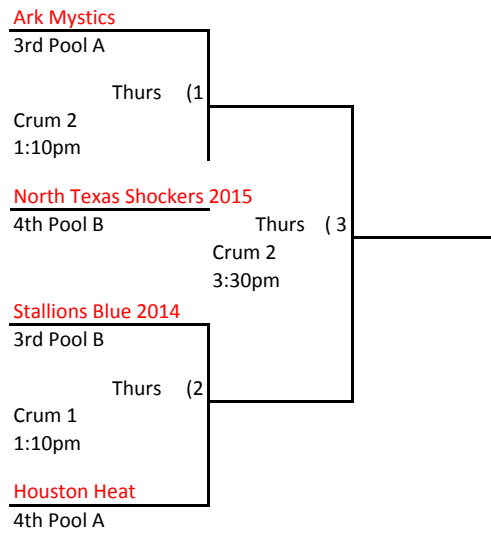 Ark Mystics
3rd Pool A
Thurs (1
Crum 2
1:10pm
North Texas Shockers 2015
4th Pool B
Thurs ( 3
Crum 2
3:30pm
Stallions Blue 2014
3rd Pool B
Thurs (2
Crum 1
1:10pm
Houston Heat
4th Pool A